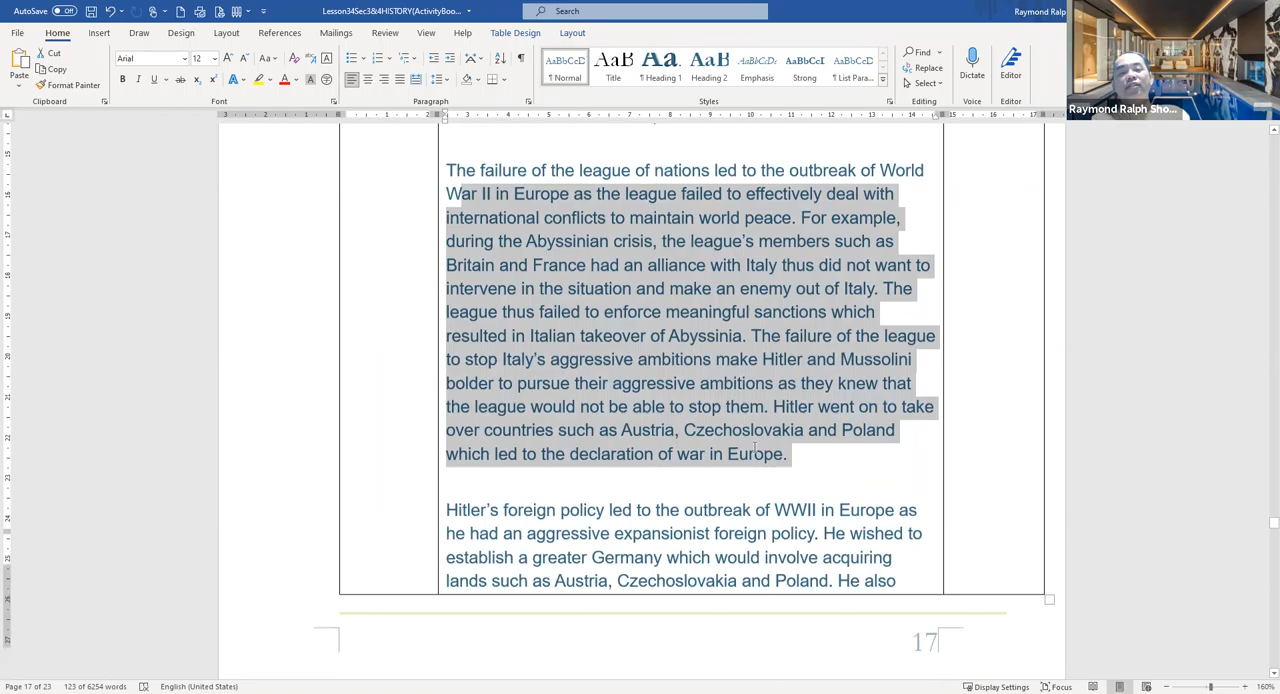 AutoSave Off
Lesson34Sec3&4HISTORY(ActivityBoo...
Search
Raymond Ralp
File Home Insert Draw Design Layout References Mailings Review View Help Table Design Layout
Paste
Cut
Copy
Format Painter
Arial 12
AaBbCcD AaB Aa. AaBbC AaBbCcD AaBbCcI AaBbCcD
¶ Normal Title ¶ Heading 1 Heading 2 Emphasis Strong ¶ List Para...
Find
Replace
Select
Dictate
Editor
Clipboard Font Paragraph Styles Editing Voice Editor
Raymond Ralph Sho...
The failure of the league of nations led to the outbreak of World
War II in Europe as the league failed to effectively deal with
international conflicts to maintain world peace. For example,
during the Abyssinian crisis, the league's members such as
Britain and France had an alliance with Italy thus did not want to
intervene in the situation and make an enemy out of Italy. The
league thus failed to enforce meaningful sanctions which
resulted in Italian takeover of Abyssinia. The failure of the league
to stop Italy's aggressive ambitions make Hitler and Mussolini
bolder to pursue their aggressive ambitions as they knew that
the league would not be able to stop them. Hitler went on to take
over countries such as Austria, Czechoslovakia and Poland
which led to the declaration of war in Europe.
Hitler's foreign policy led to the outbreak of WWII in Europe as
he had an aggressive expansionist foreign policy. He wished to
establish a greater Germany which would involve acquiring
lands such as Austria, Czechoslovakia and Poland. He also
17
Page 17 of 23 123 of 6254 words English (United States) Display Settings Focus 160%